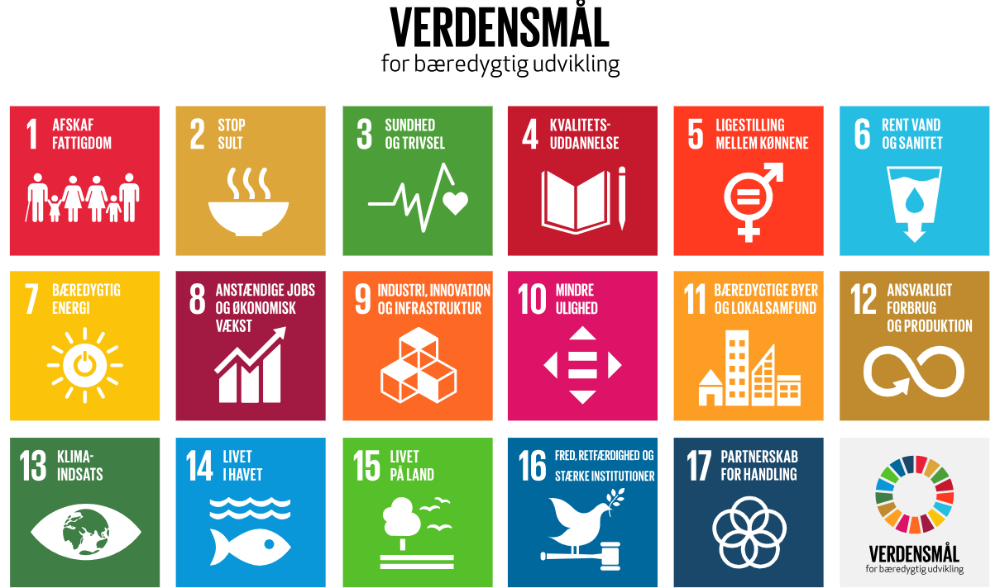 VERDENSMÅL
for bæredygtig udvikling
1 AFSKAF
FATTIGDOM
2 STOP
SULT
3 SUNDHED
OG TRIVSEL
4 KVALITETS-
UDDANNELSE
5 LIGESTILLING
MELLEM KØNNENE
6 RENT VAND
OG SANITET
7 BÆREDYGTIG
ENERGI
8 ANSTÆNDIGE JOBS
OG ØKONOMISK
VÆKST
9 INDUSTRI, INNOVATION
OG INFRASTRUKTUR
10 MINDRE
ULIGHED
11 BÆREDYGTIGE BYER
OG LOKALSAMFUND
12 ANSVARLIGT
FORBRUG
OG PRODUKTION
13 KLIMA-
INDSATS
14 LIVET
I HAVET
15 LIVET
PÅ LAND
16 FRED, RETFÆRDIGHED OG
STÆRKE INSTITUTIONER
17 PARTNERSKAB
FOR HANDLING
VERDENSMÅL
for bæredygtig udvikling